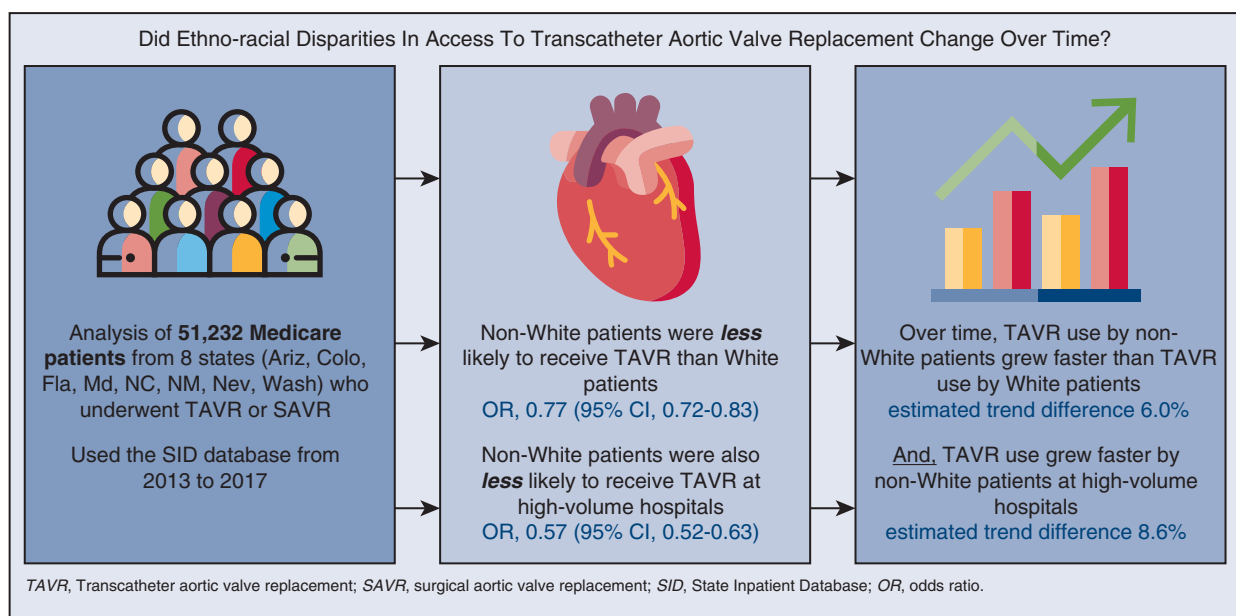 Did Ethno-racial Disparities In Access To Transcatheter Aortic Valve Replacement Change Over Time?
Analysis of 51,232 Medicare
patients from 8 states (Ariz, Colo,
Fla, Md, NC, NM, Nev, Wash) who
underwent TAVR or SAVR
Used the SID database from
2013 to 2017
Non-White patients were less
likely to receive TAVR than White
patients
OR, 0.77 (95% CI, 0.72-0.83)
Non-White patients were also
less likely to receive TAVR at
high-volume hospitals
OR, 0.57 (95% CI, 0.52-0.63)
Over time, TAVR use by non-
White patients grew faster than TAVR
use by White patients
estimated trend difference 6.0%
And, TAVR use grew faster by
non-White patients at high-volume
hospitals
estimated trend difference 8.6%
TAVR, Transcatheter aortic valve replacement; SAVR, surgical aortic valve replacement; SID, State Inpatient Database; OR, odds ratio.